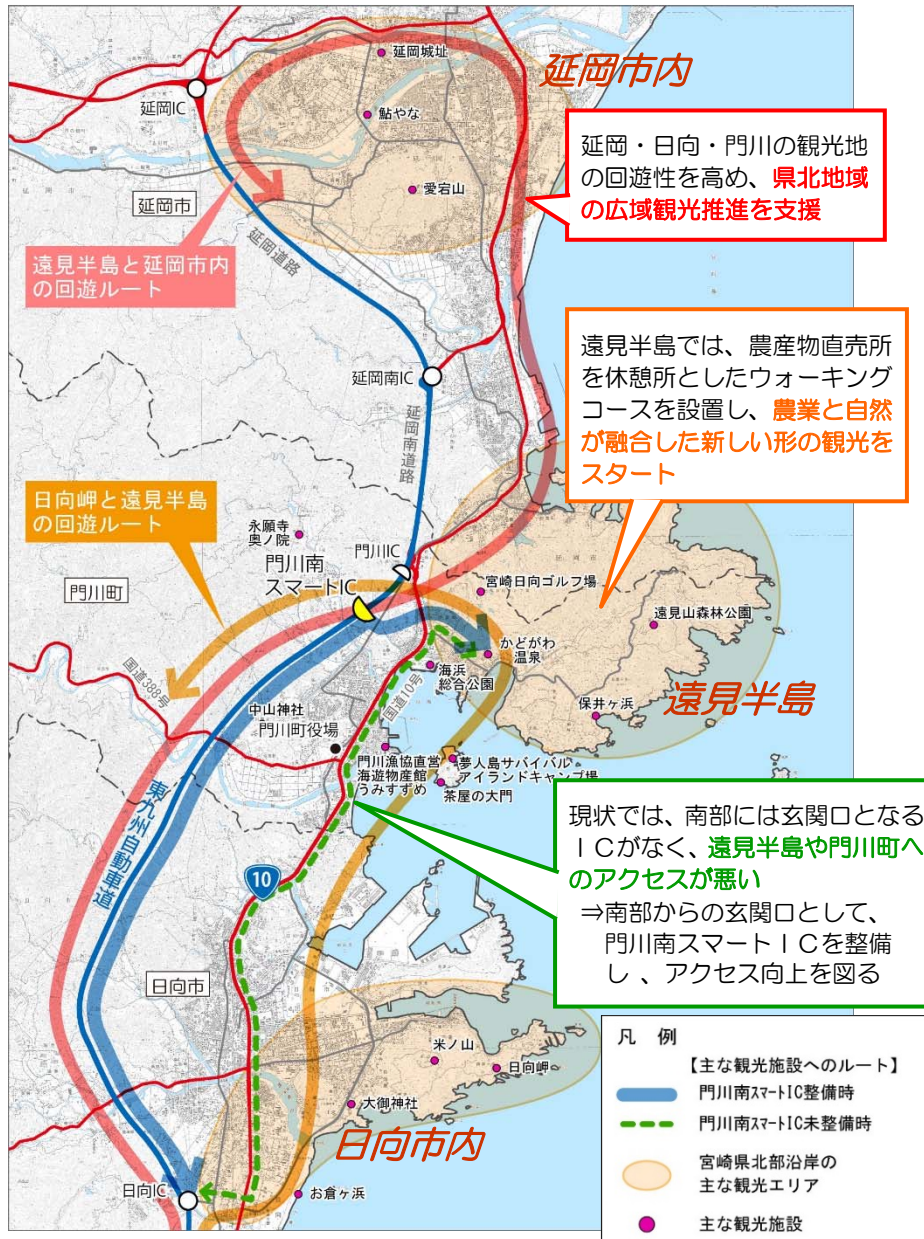 延岡城址
延岡市内
延岡IC
鮎やな
延岡・日向・門川の観光地
の回遊性を高め、県北地域
の広域観光推進を支援
愛宕山
延岡市
延岡道路
遠見半島と延岡市内
の回遊ルート
遠見半島では、農産物直売所
を休憩所としたウォーキング
コースを設置し、農業と自然
が融合した新しい形の観光を
スタート
延岡南IC
延岡南道路
日向岬と遠見半島
の回遊ルート
永願寺
奥ノ院
門川IC
門川南
スマートIC
宮崎日向ゴルフ場
門川町
遠見山森林公園
かどがわ
温泉
海浜
総合公園
国道388号
国道10号
遠見半島
保井ヶ浜
中山神社
門川町役場
門川漁協直営
海遊物産館
うみすずめ
夢人島サバイバル
アイランドキャンプ場
茶屋の大門
東九州自動車道
現状では、南部には玄関口となる
ICがなく、遠見半島や門川町へ
のアクセスが悪い
⇒南部からの玄関口として、
門川南スマートICを整備
し、アクセス向上を図る
10
日向市
米ノ山
日向岬
大御神社
日向市内
日向IC
お倉ヶ浜
凡 例
【主な観光施設へのルート】
門川南ｽﾏｰﾄIC整備時
門川南ｽﾏｰﾄIC未整備時
宮崎県北部沿岸の
主な観光エリア
主な観光施設